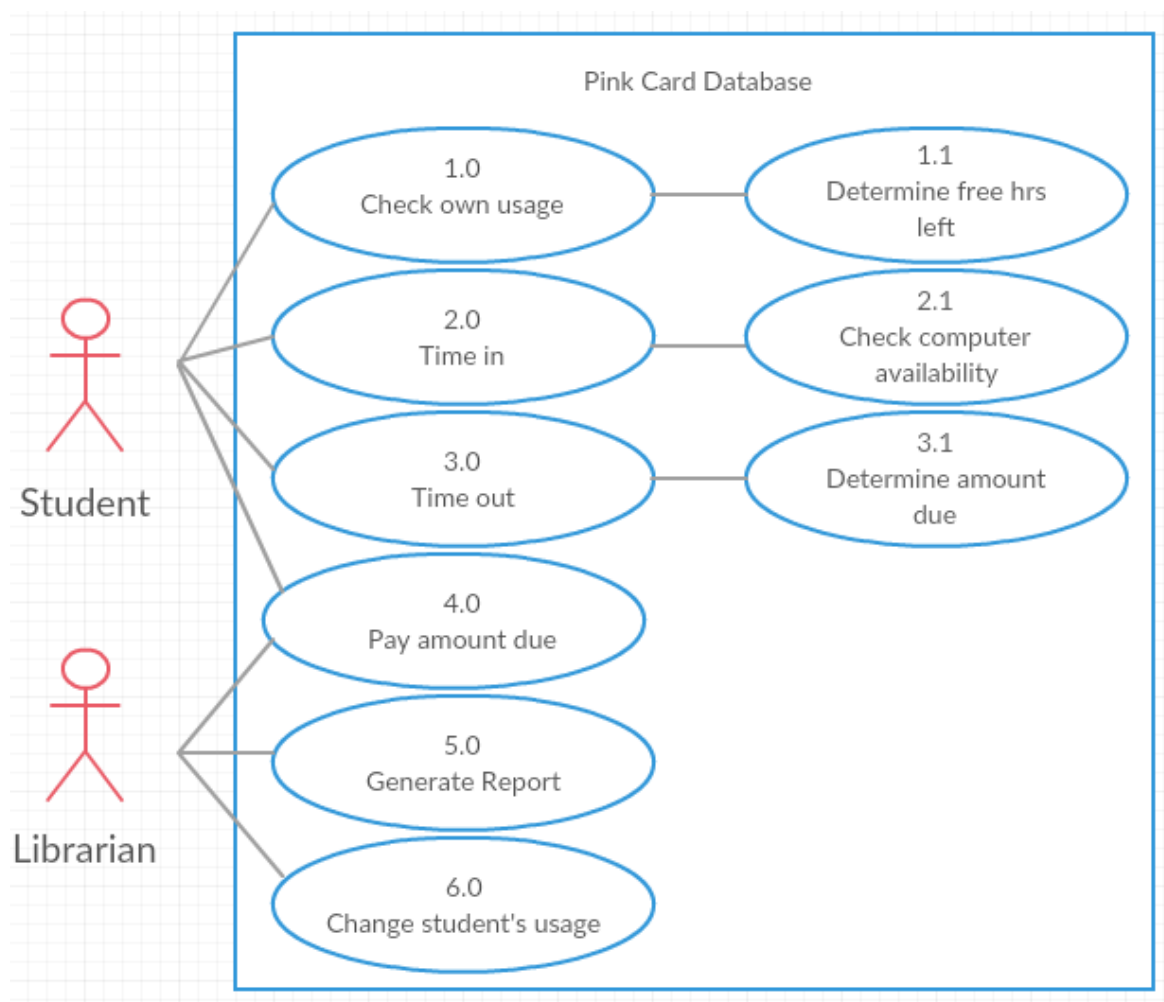 Pink Card Database
1.0
Check own usage
1.1
Determine free hrs
left
2.0
Time in
2.1
Check computer
availability
3.0
Time out
3.1
Determine amount
due
Student
4.0
Pay amount due
5.0
Generate Report
Librarian
6.0
Change student's usage